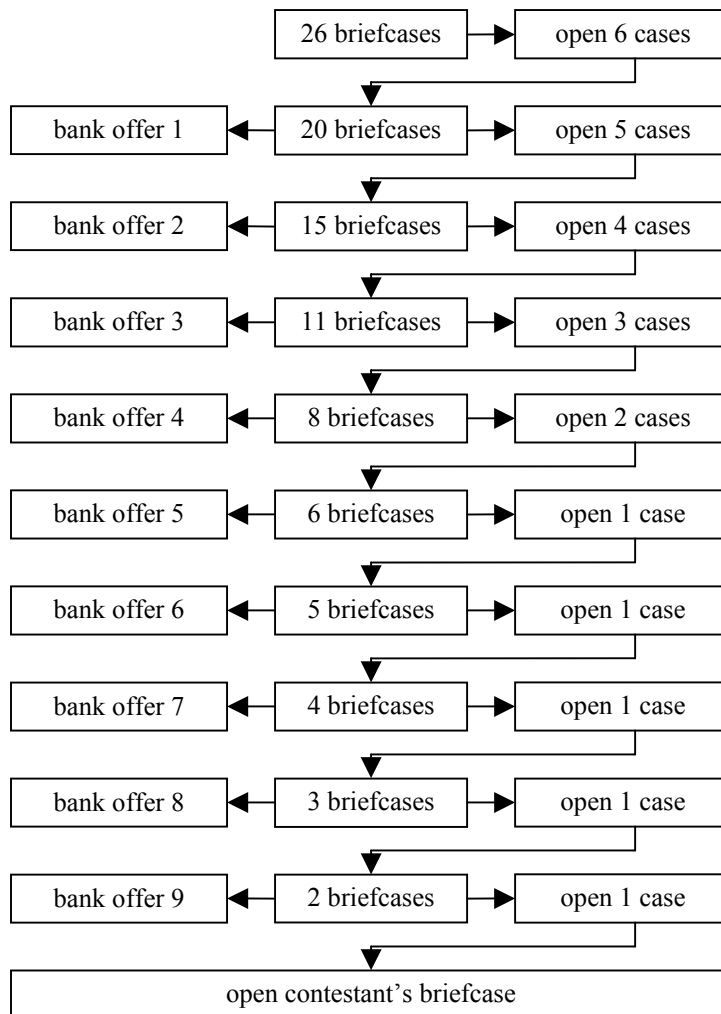 26 briefcases open 6 cases
bank offer 1 20 briefcases open 5 cases
bank offer 2 15 briefcases open 4 cases
bank offer 3 11 briefcases open 3 cases
bank offer 4 8 briefcases open 2 cases
bank offer 5 6 briefcases open 1 case
bank offer 6 5 briefcases open 1 case
bank offer 7 4 briefcases open 1 case
bank offer 8 3 briefcases open 1 case
bank offer 9 2 briefcases open 1 case
open contestant’s briefcase